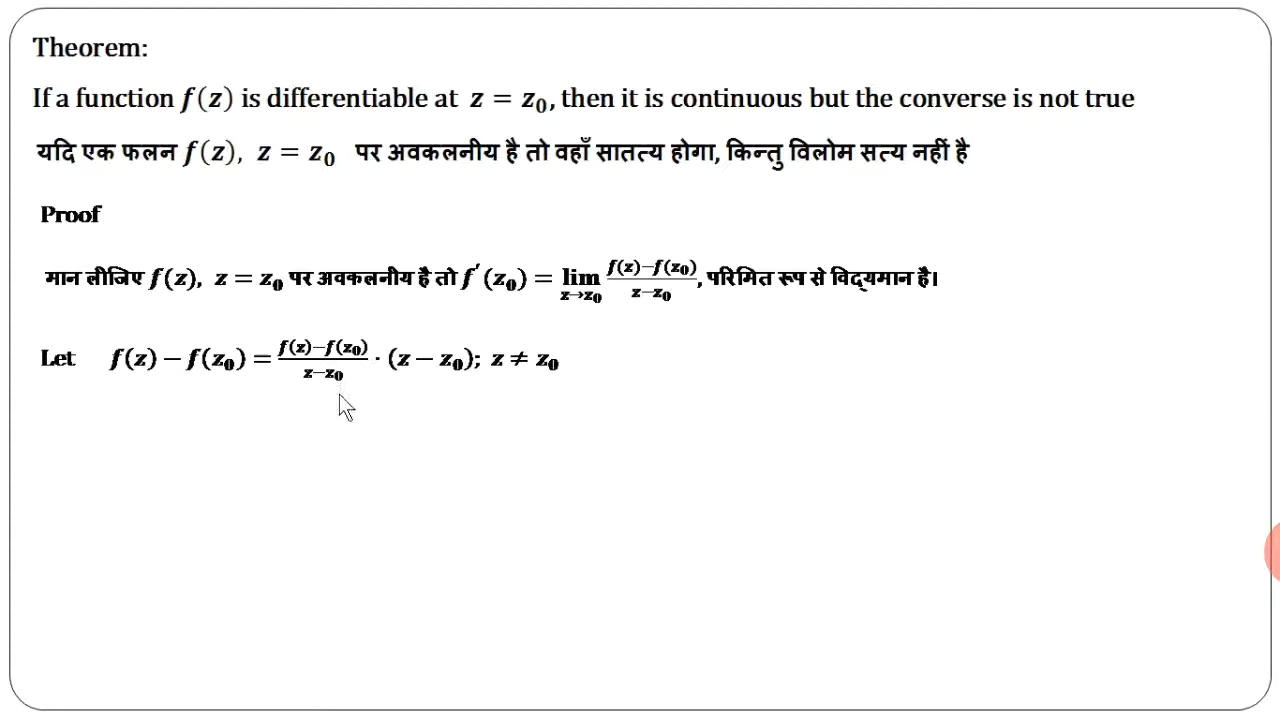 Theorem:
If a function f(z) is differentiable at z = z₀, then it is continuous but the converse is not true
यदि एक फलन f(z), z = z₀ पर अवकलनीय है तो वहाँ सातत्य होगा, किन्तु विलोम सत्य नहीं है
Proof
मान लीजिए f(z), z = z₀ पर अवकलनीय है तो f′(z₀) = lim_{z→z₀} \frac{f(z)−f(z₀)}{z−z₀}, परिमित रूप से विद्यमान है।
Let f(z) − f(z₀) = \frac{f(z)−f(z₀)}{z−z₀} · (z − z₀); z ≠ z₀